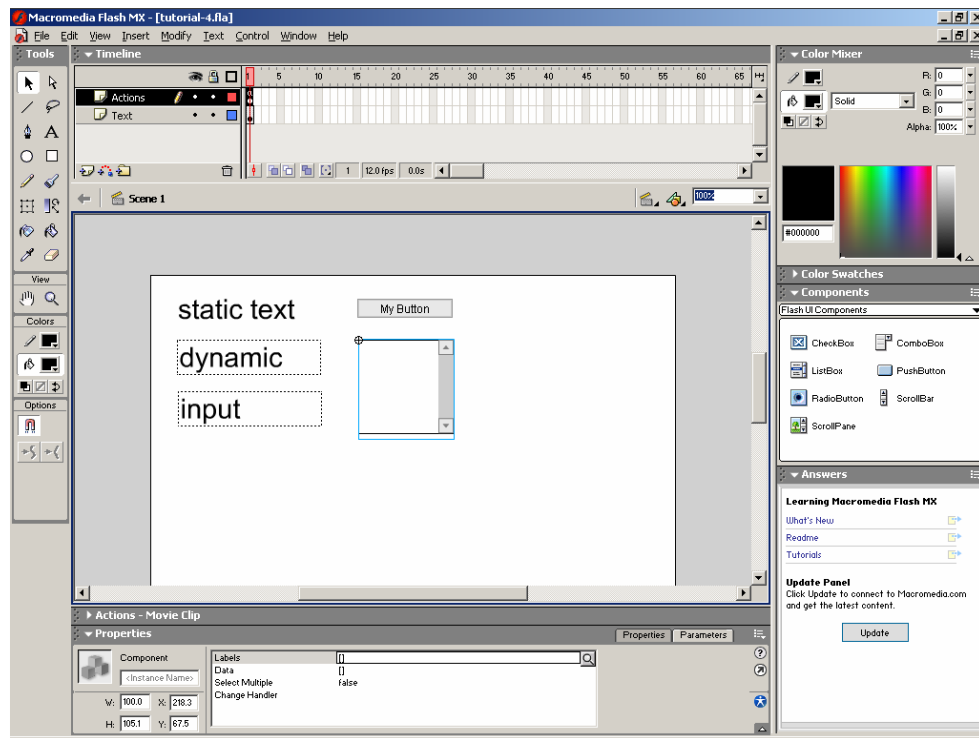 Macromedia Flash MX - [tutorial-4.fla]
File Edit View Insert Modify Text Control Window Help
Tools
Timeline
1 5 10 15 20 25 30 35 40 45 50 55 60 65
Actions
Text
1 12.0 fps 0.0s
Scene 1
100%
View
Colors
Options
static text
My Button
dynamic
input
Color Mixer
R: 0
Solid
G: 0
B: 0
Alpha: 100%
#000000
Color Swatches
Components
Flash UI Components
CheckBox ComboBox
ListBox PushButton
RadioButton ScrollBar
ScrollPane
Answers
Learning Macromedia Flash MX
What's New
Readme
Tutorials
Update Panel
Click Update to connect to Macromedia.com
and get the latest content.
Update
Actions - Movie Clip
Properties
Properties Parameters
Component
<Instance Name>
W: 100.0 X: 218.3
H: 105.1 Y: 67.5
Labels []
Data []
Select Multiple false
Change Handler